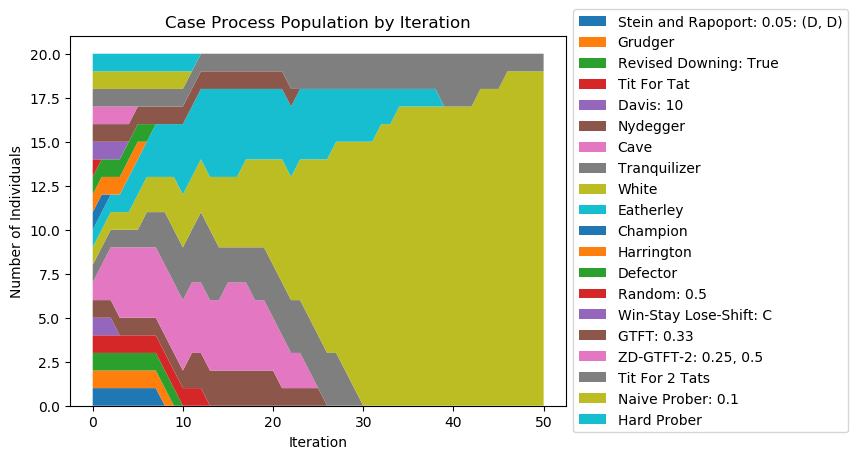 Case Process Population by Iteration
Number of Individuals
20.0
17.5
15.0
12.5
10.0
7.5
5.0
2.5
0.0
0
10
20
30
40
50
Iteration
Stein and Rapoport: 0.05: (D, D)
Grudger
Revised Downing: True
Tit For Tat
Davis: 10
Nydegger
Cave
Tranquilizer
White
Eatherley
Champion
Harrington
Defector
Random: 0.5
Win-Stay Lose-Shift: C
GTFT: 0.33
ZD-GTFT-2: 0.25, 0.5
Tit For 2 Tats
Naive Prober: 0.1
Hard Prober